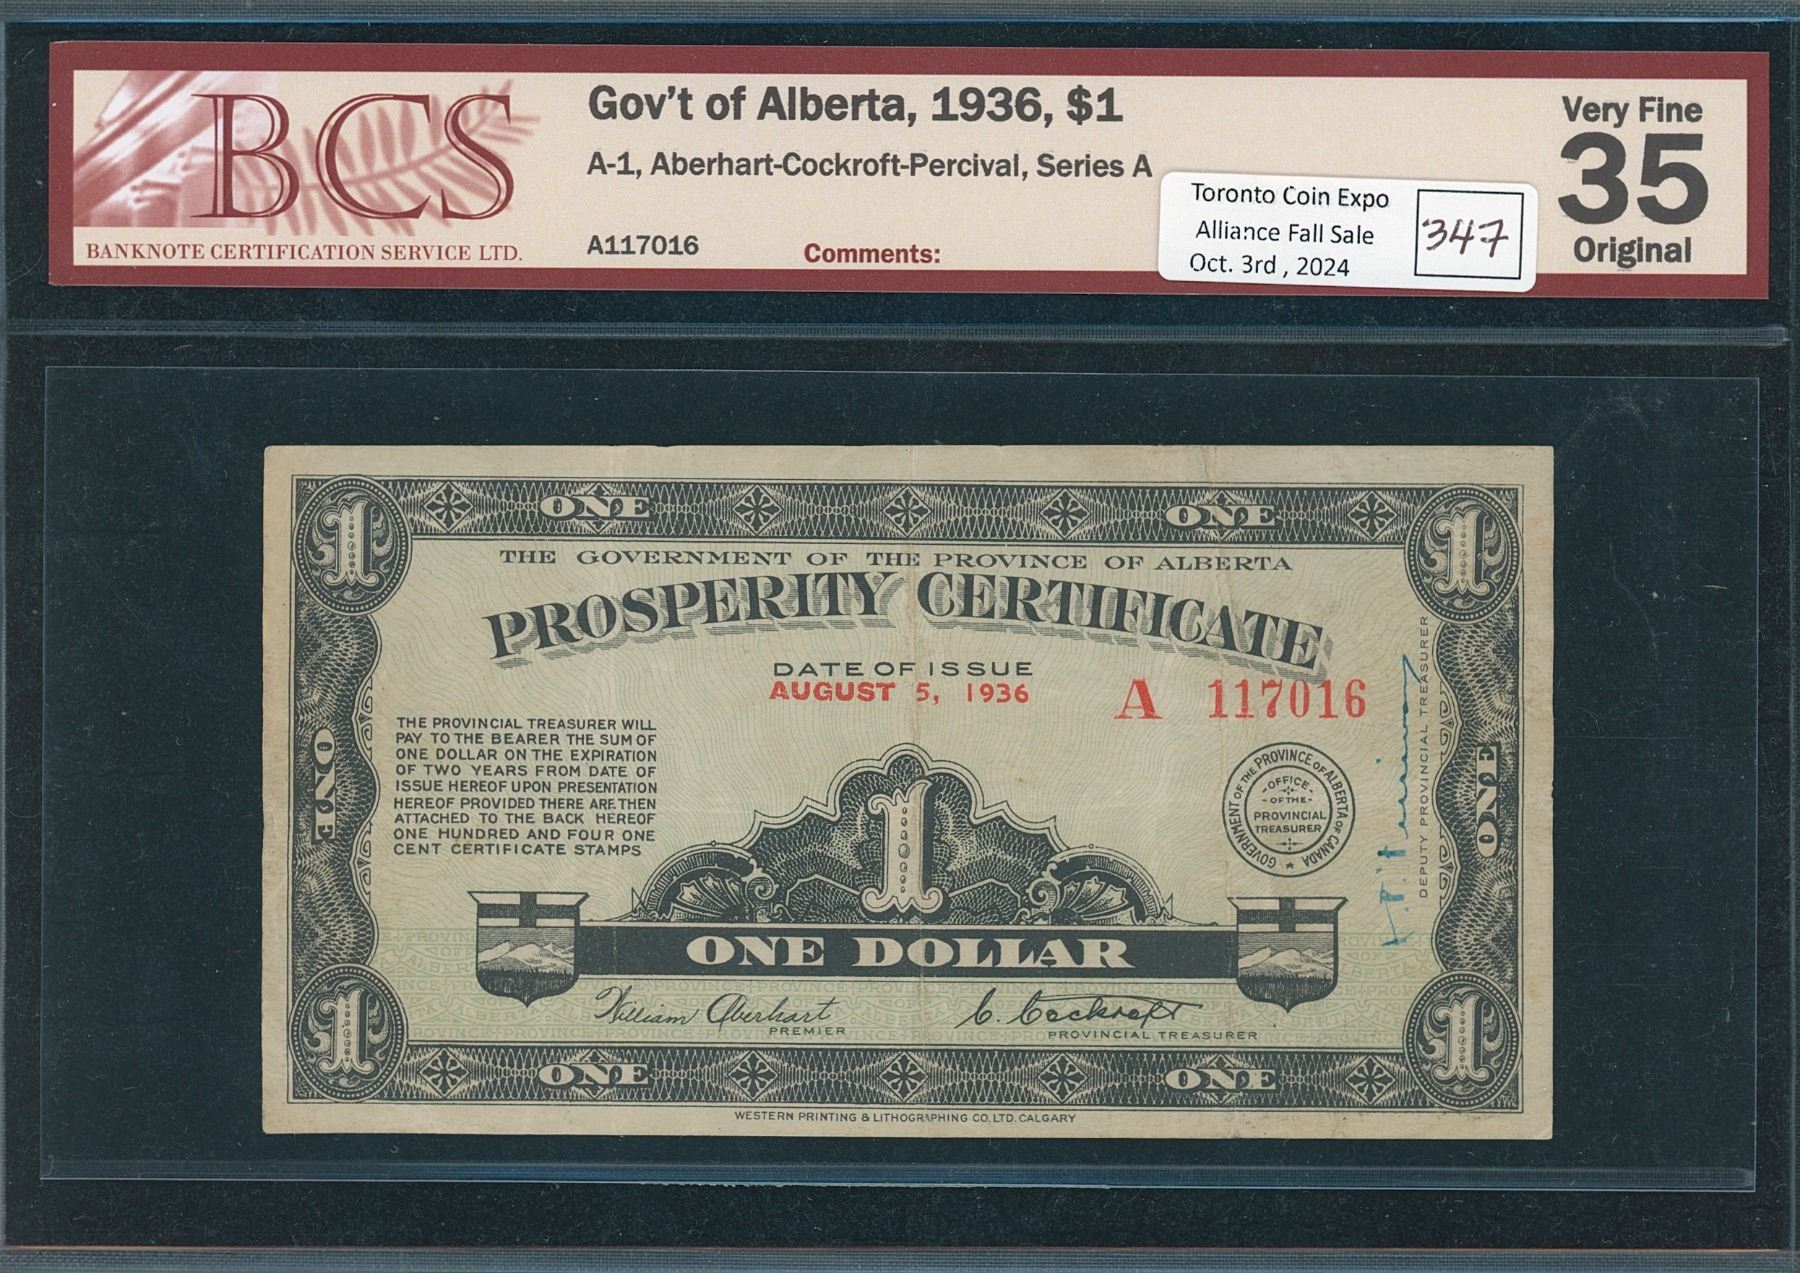 BCS
BANKNOTE CERTIFICATION SERVICE LTD.
Gov't of Alberta, 1936, $1
A-1, Aberhart-Cockroft-Percival, Series A
A117016
Comments:
Toronto Coin Expo
Alliance Fall Sale
Oct. 3rd , 2024
347
Very Fine
35
Original
1
ONE
ONE
1
THE GOVERNMENT OF THE PROVINCE OF ALBERTA
PROSPERITY CERTIFICATE
DATE OF ISSUE
AUGUST 5, 1936
A 117016
THE PROVINCIAL TREASURER WILL
PAY TO THE BEARER THE SUM OF
ONE DOLLAR ON THE EXPIRATION
OF TWO YEARS FROM DATE OF
ISSUE HEREOF UPON PRESENTATION
HEREOF PROVIDED THERE ARE THEN
ATTACHED TO THE BACK HEREOF
ONE HUNDRED AND FOUR ONE
CENT CERTIFICATE STAMPS
ONE
1
GOVERNMENT OF THE PROVINCE OF ALBERTA OF CANADA
OFFICE
OF THE
PROVINCIAL
TREASURER
DEPUTY PROVINCIAL TREASURER
ONE
ONE DOLLAR
William Aberhart
PREMIER
C. Cockroft
PROVINCIAL TREASURER
1
ONE
ONE
1
WESTERN PRINTING & LITHOGRAPHING CO. LTD. CALGARY